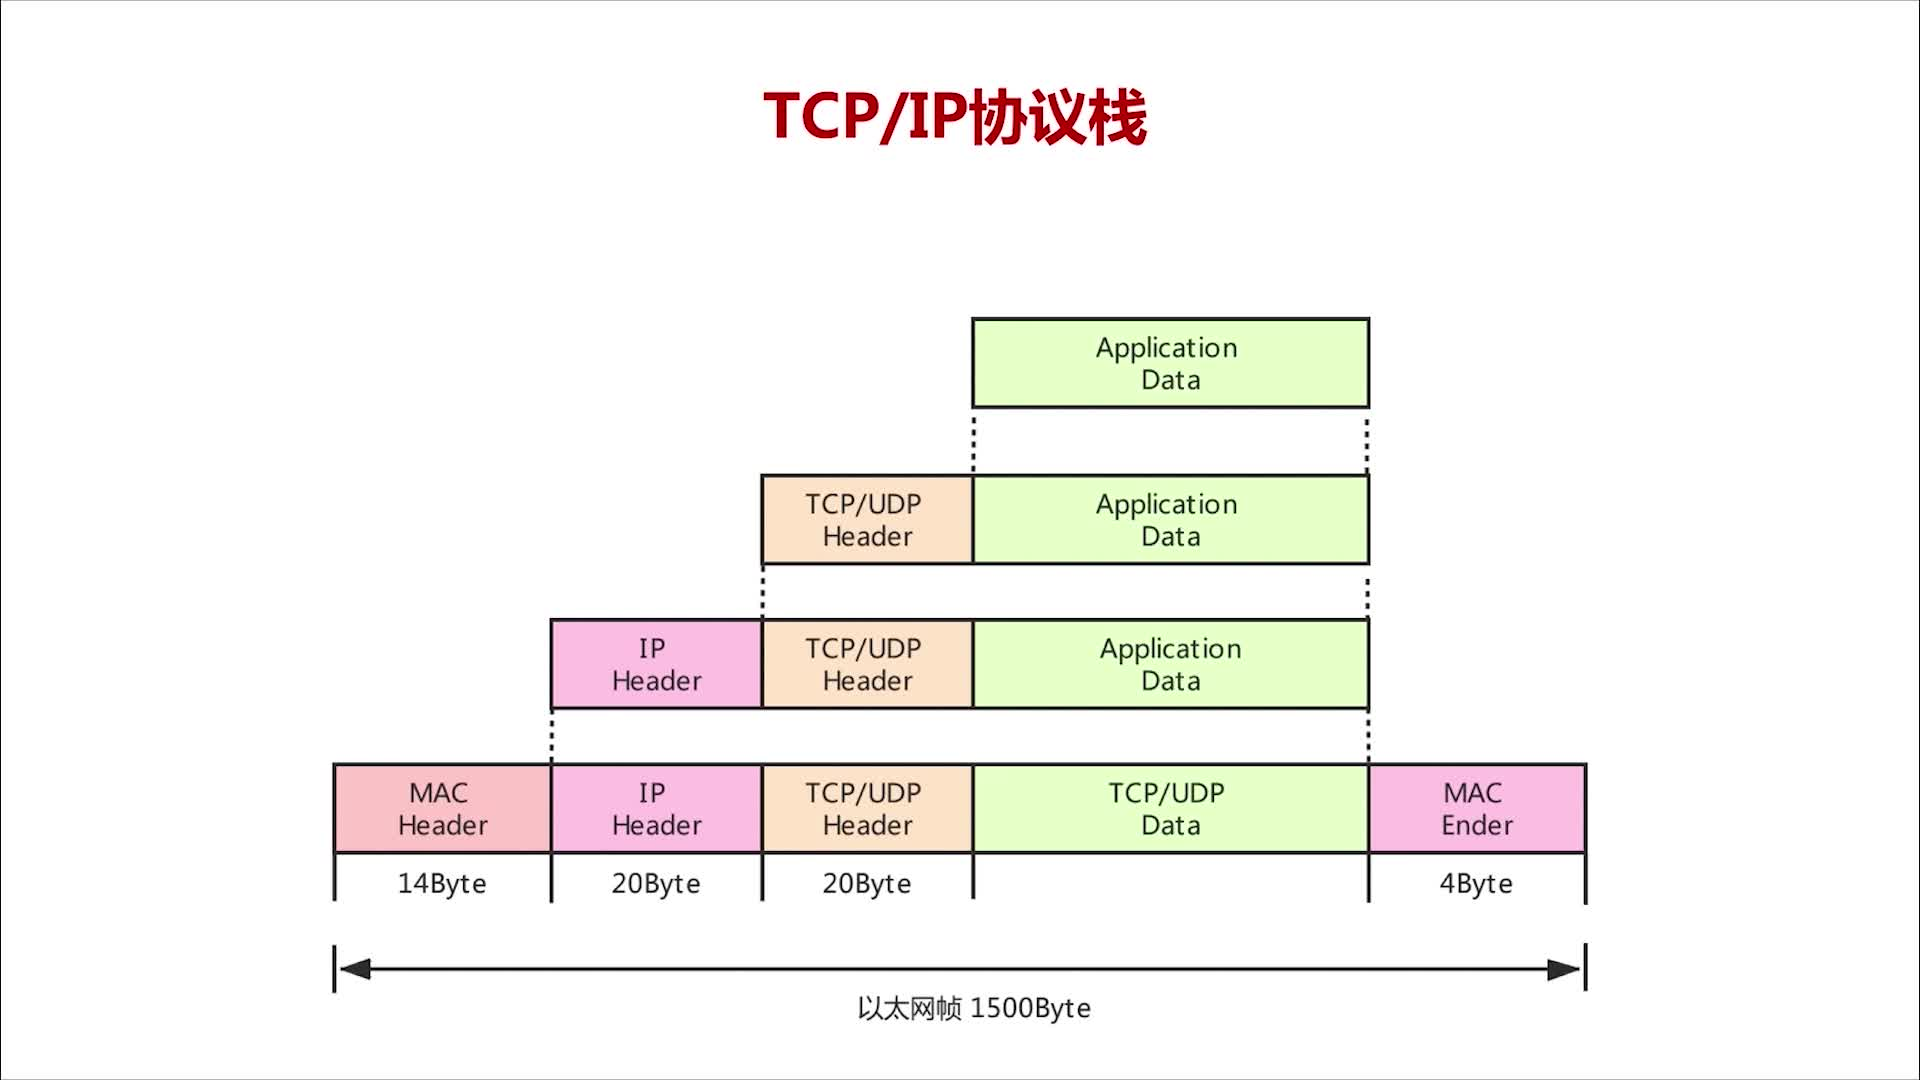 TCP/IP协议栈
Application
Data
TCP/UDP
Header
Application
Data
IP
Header
TCP/UDP
Header
Application
Data
MAC
Header
IP
Header
TCP/UDP
Header
TCP/UDP
Data
MAC
Ender
14Byte
20Byte
20Byte
4Byte
以太网帧 1500Byte